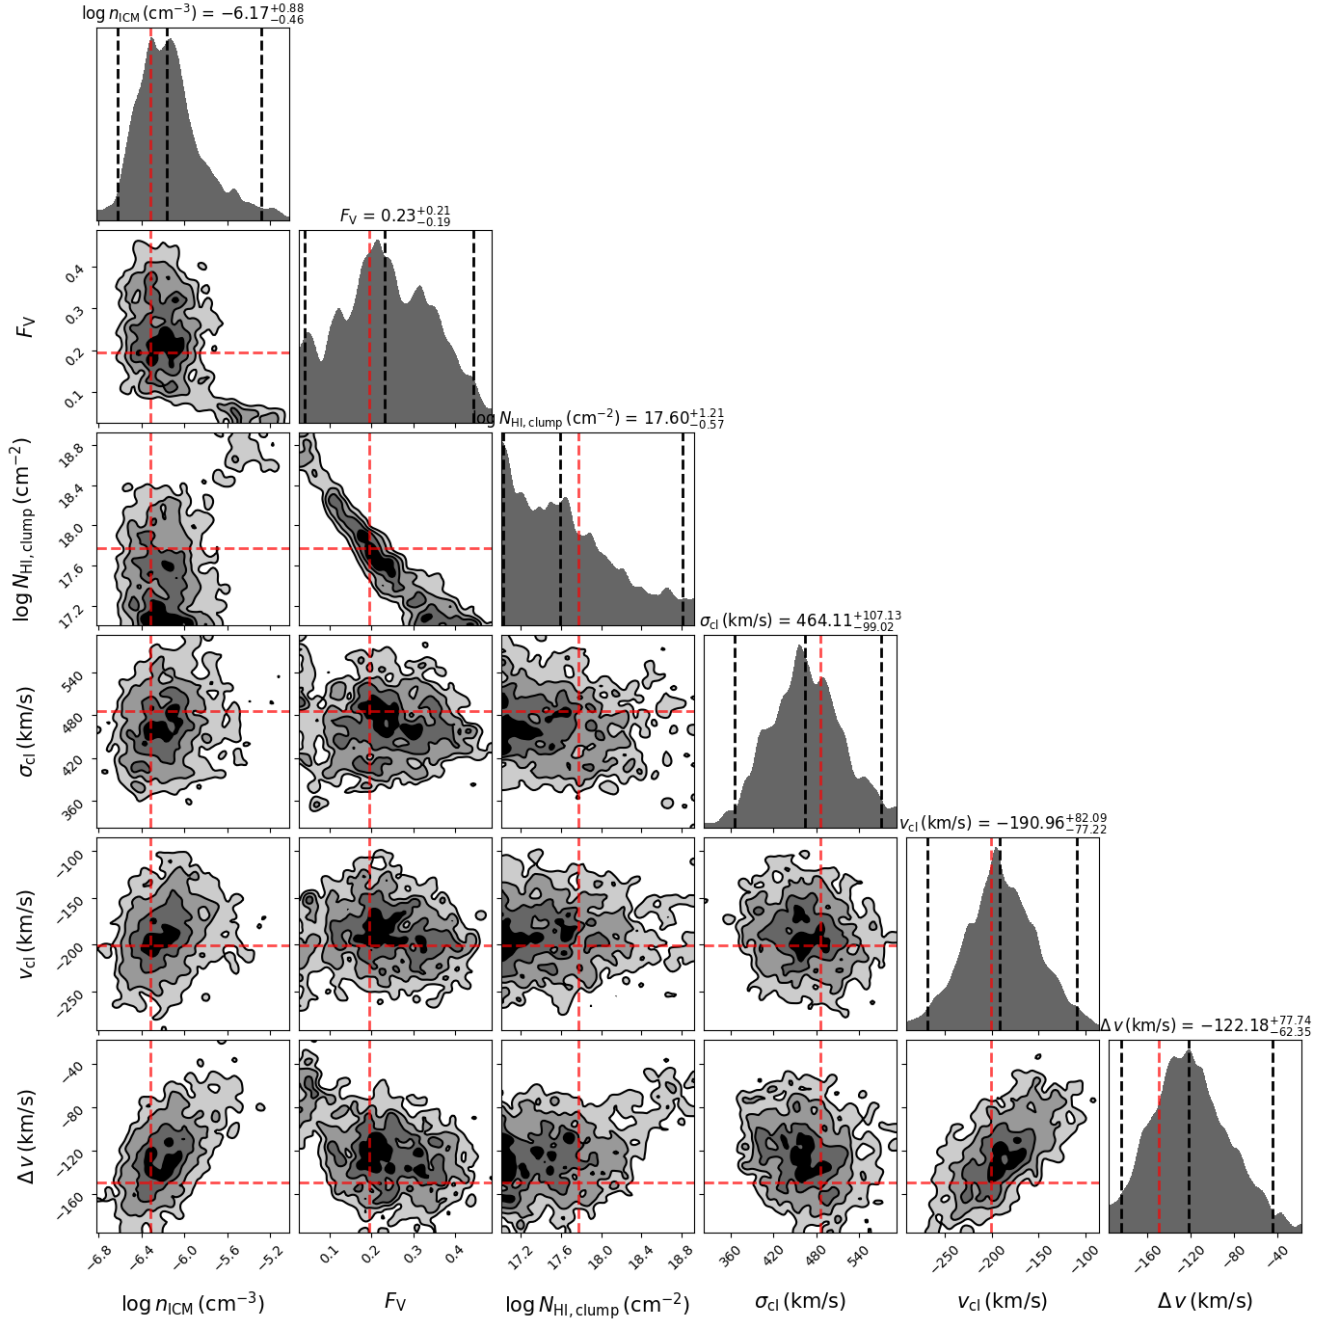 log n_ICM (cm⁻³) = −6.17 +0.88 −0.46
F_V = 0.23 +0.21 −0.19
0.4
0.3
0.2
0.1
F_V
log N_HI, clump (cm⁻²) = 17.60 +1.21 −0.57
18.8
18.4
18.0
17.6
17.2
log N_HI, clump (cm⁻²)
σ_cl (km/s) = 464.11 +107.13 −99.02
540
480
420
360
σ_cl (km/s)
v_cl (km/s) = −190.96 +82.09 −77.22
−100
−150
−200
−250
v_cl (km/s)
Δ v (km/s) = −122.18 +77.74 −62.35
−40
−80
−120
−160
Δ v (km/s)
−6.8 −6.4 −6.0 −5.6 −5.2
0.1 0.2 0.3 0.4
17.2 17.6 18.0 18.4 18.8
360 420 480 540
−250 −200 −150 −100
−160 −120 −80 −40
log n_ICM (cm⁻³)
F_V
log N_HI, clump (cm⁻²)
σ_cl (km/s)
v_cl (km/s)
Δ v (km/s)